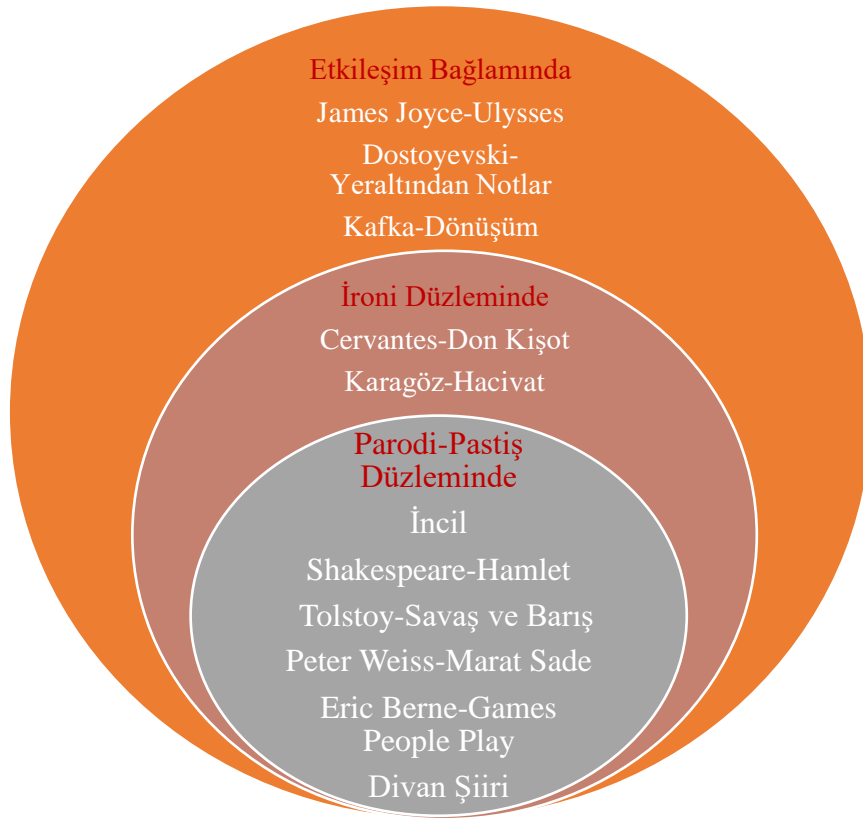 Etkileşim Bağlamında
James Joyce-Ulysses
Dostoyevski-
Yeraltından Notlar
Kafka-Dönüşüm
İroni Düzleminde
Cervantes-Don Kişot
Karagöz-Hacivat
Parodi-Pastiş
Düzleminde
İncil
Shakespeare-Hamlet
Tolstoy-Savaş ve Barış
Peter Weiss-Marat Sade
Eric Berne-Games
People Play
Divan Şiiri